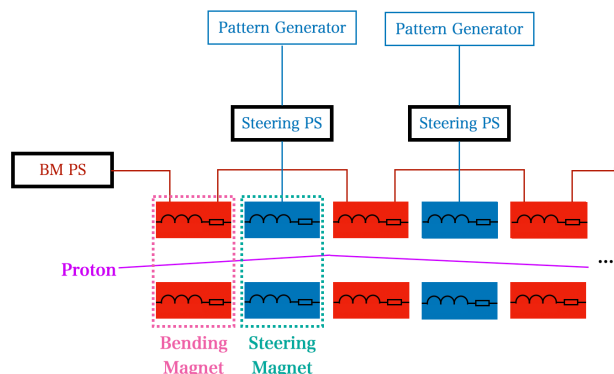 Pattern Generator
Pattern Generator
Steering PS
Steering PS
BM PS
Proton
...
Bending
Magnet
Steering
Magnet